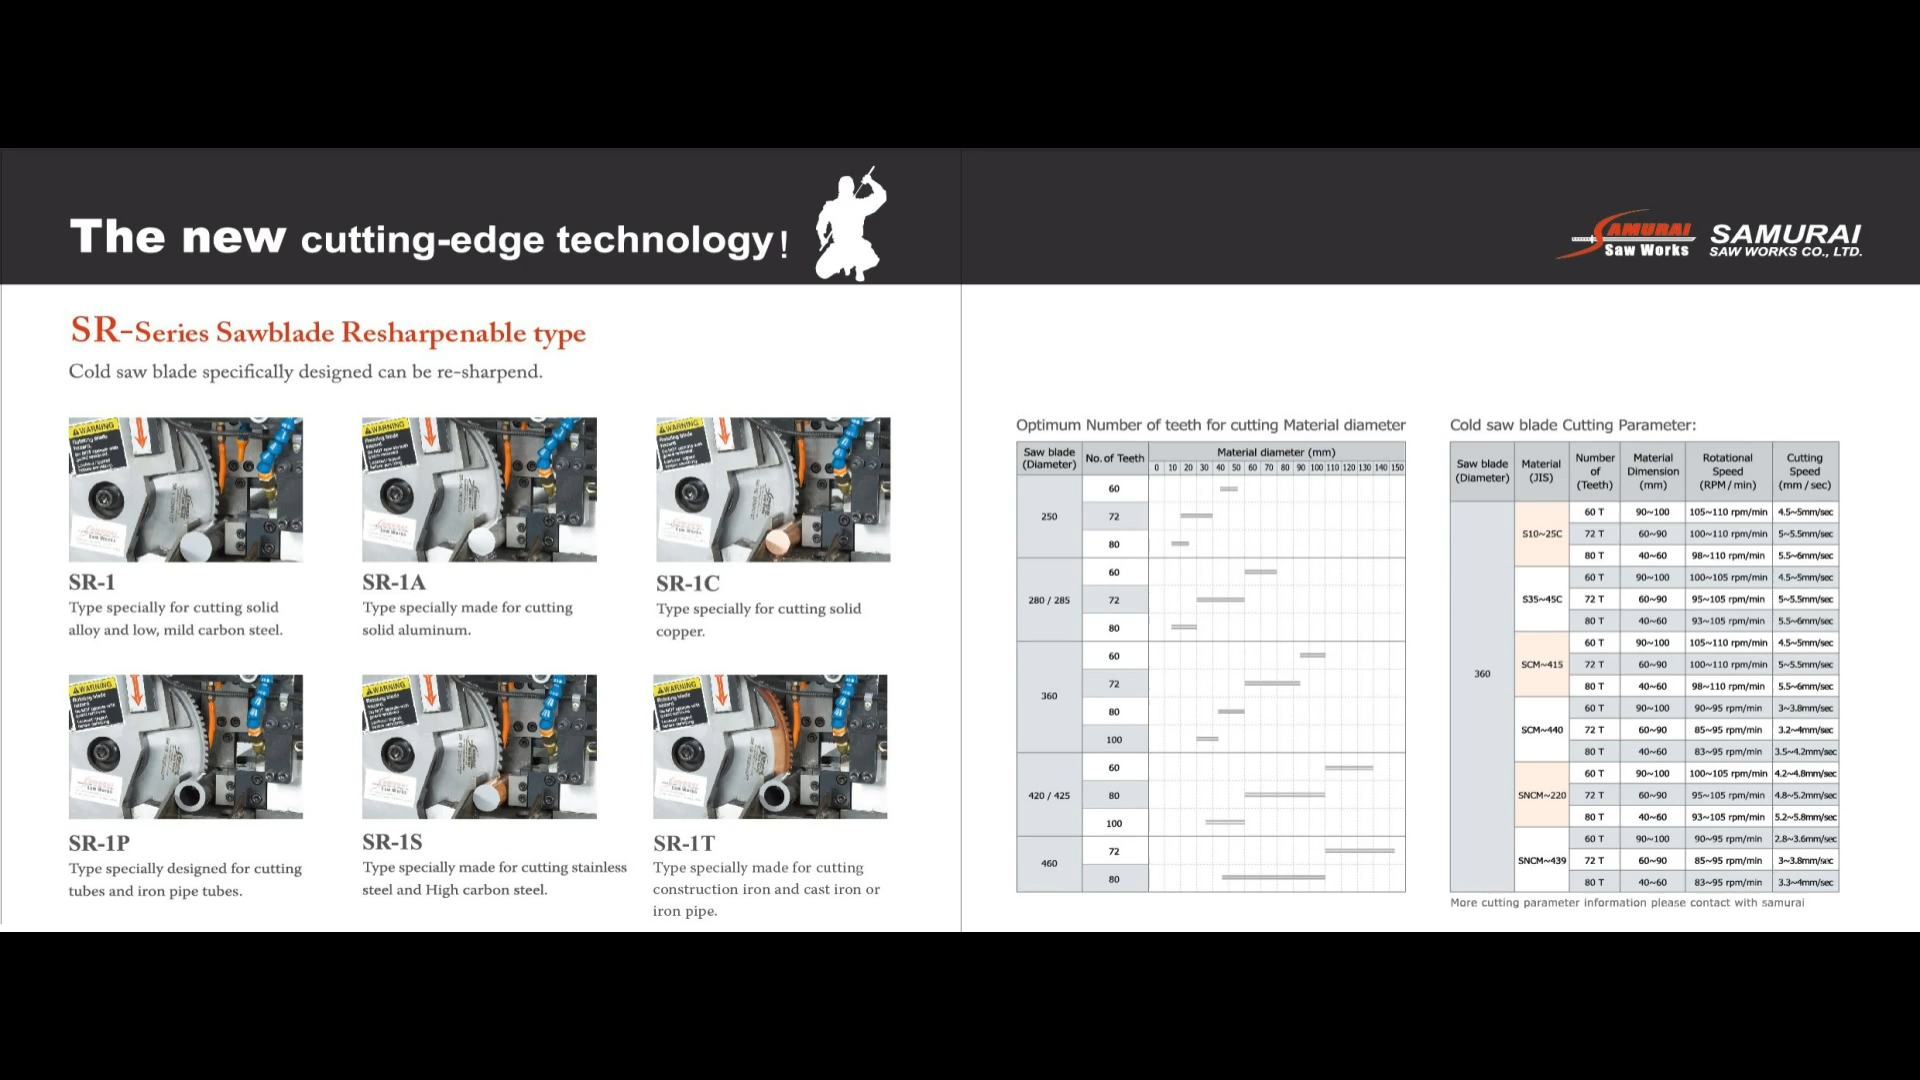 The new cutting-edge technology!
SAMURAI
Saw Works
SAMURAI
SAW WORKS CO., LTD.
SR-Series Sawblade Resharpenable type
Cold saw blade specifically designed can be re-sharpend.
WARNING
WARNING
WARNING
SR-1
Type specially for cutting solid
alloy and low, mild carbon steel.
SR-1A
Type specially made for cutting
solid aluminum.
SR-1C
Type specially for cutting solid
copper.
WARNING
WARNING
WARNING
SR-1P
Type specially designed for cutting
tubes and iron pipe tubes.
SR-1S
Type specially made for cutting stainless
steel and High carbon steel.
SR-1T
Type specially made for cutting
construction iron and cast iron or
iron pipe.
Optimum Number of teeth for cutting Material diameter
Saw blade (Diameter) No. of Teeth Material diameter (mm)
0 10 20 30 40 50 60 70 80 90 100 110 120 130 140 150
250 60
72
80
280 / 285 60
72
80
360 60
72
80
100
420 / 425 60
80
100
460 72
80
Cold saw blade Cutting Parameter:
Saw blade (Diameter) Material (JIS) Number of (Teeth) Material Dimension (mm) Rotational Speed (RPM / min) Cutting Speed (mm / sec)
360
S10~25C 60 T 90~100 105~110 rpm/min 4.5~5mm/sec
72 T 60~90 100~110 rpm/min 5~5.5mm/sec
80 T 40~60 98~110 rpm/min 5.5~6mm/sec
S35~45C 60 T 90~100 100~105 rpm/min 4.5~5mm/sec
72 T 60~90 95~105 rpm/min 5~5.5mm/sec
80 T 40~60 93~105 rpm/min 5.5~6mm/sec
SCM~415 60 T 90~100 105~110 rpm/min 4.5~5mm/sec
72 T 60~90 100~110 rpm/min 5~5.5mm/sec
80 T 40~60 98~110 rpm/min 5.5~6mm/sec
SCM~440 60 T 90~100 90~95 rpm/min 3~3.8mm/sec
72 T 60~90 85~95 rpm/min 3.2~4mm/sec
80 T 40~60 83~95 rpm/min 3.5~4.2mm/sec
SNCM~220 60 T 90~100 100~105 rpm/min 4.2~4.8mm/sec
72 T 60~90 95~105 rpm/min 4.8~5.2mm/sec
80 T 40~60 93~105 rpm/min 5.2~5.8mm/sec
SNCM~439 60 T 90~100 90~95 rpm/min 2.8~3.6mm/sec
72 T 60~90 85~95 rpm/min 3~3.8mm/sec
80 T 40~60 83~95 rpm/min 3.3~4mm/sec
More cutting parameter information please contact with samurai